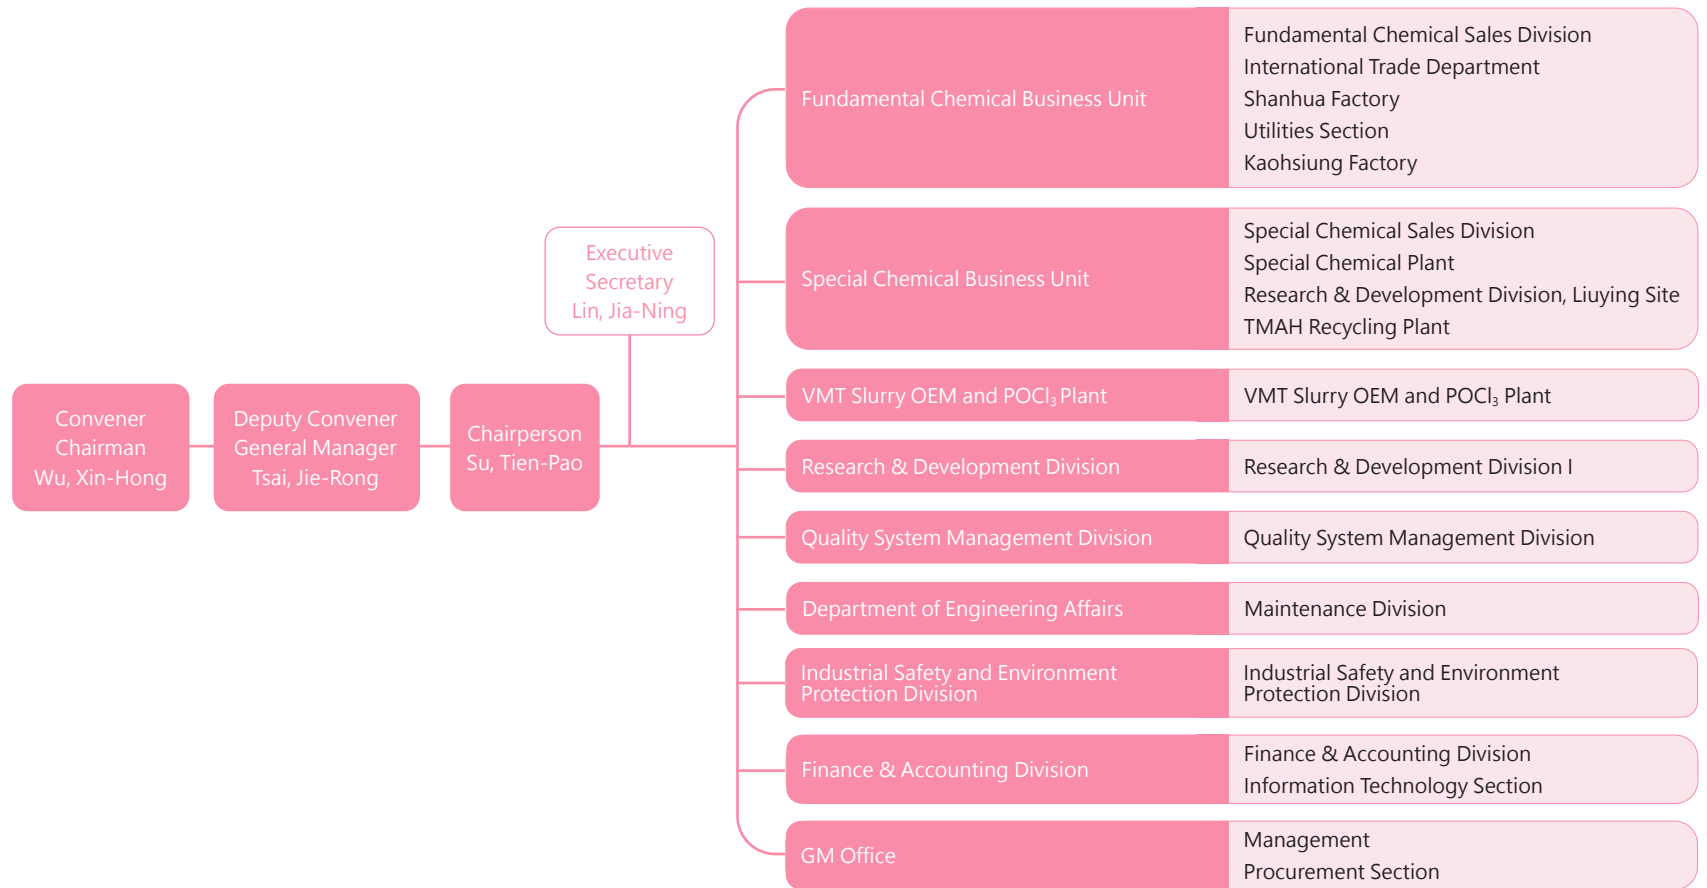 Convener
Chairman
Wu, Xin-Hong
Deputy Convener
General Manager
Tsai, Jie-Rong
Chairperson
Su, Tien-Pao
Executive
Secretary
Lin, Jia-Ning
Fundamental Chemical Business Unit
Fundamental Chemical Sales Division
International Trade Department
Shanhua Factory
Utilities Section
Kaohsiung Factory
Special Chemical Business Unit
Special Chemical Sales Division
Special Chemical Plant
Research & Development Division, Liuying Site
TMAH Recycling Plant
VMT Slurry OEM and POCl₃ Plant
VMT Slurry OEM and POCl₃ Plant
Research & Development Division
Research & Development Division I
Quality System Management Division
Quality System Management Division
Department of Engineering Affairs
Maintenance Division
Industrial Safety and Environment
Protection Division
Industrial Safety and Environment
Protection Division
Finance & Accounting Division
Finance & Accounting Division
Information Technology Section
GM Office
Management
Procurement Section